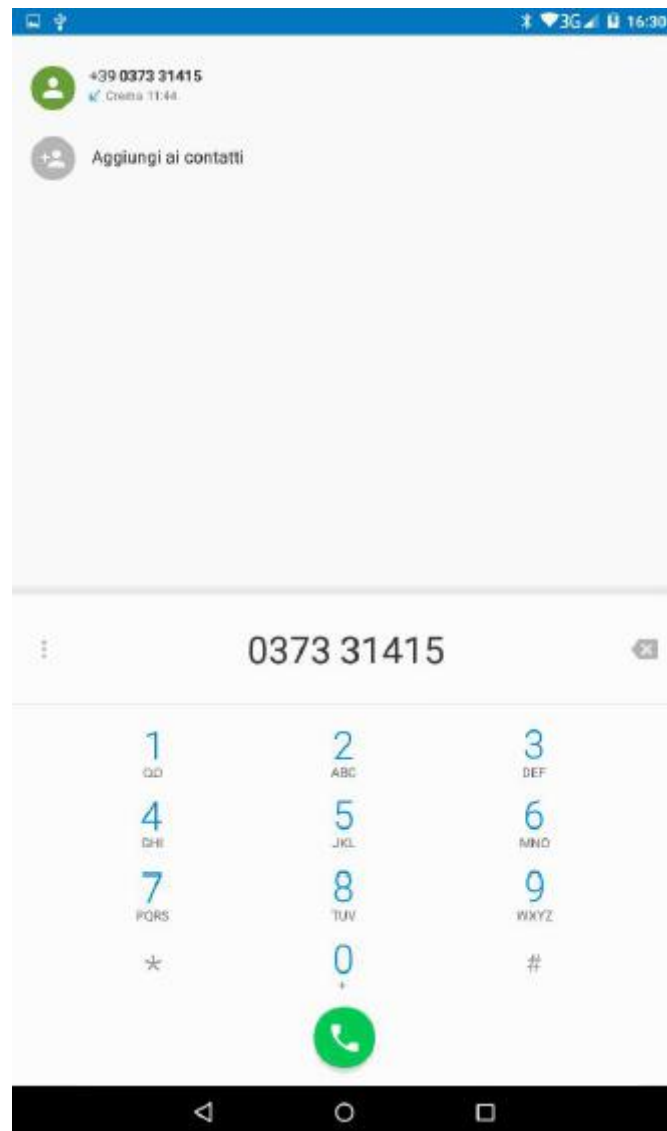 3G 16:30
+39 0373 31415
Crema 11:44
Aggiungi ai contatti
0373 31415
1 2 3
ABC DEF
4 5 6
GHI JKL MNO
7 8 9
PQRS TUV WXYZ
* 0 #
+